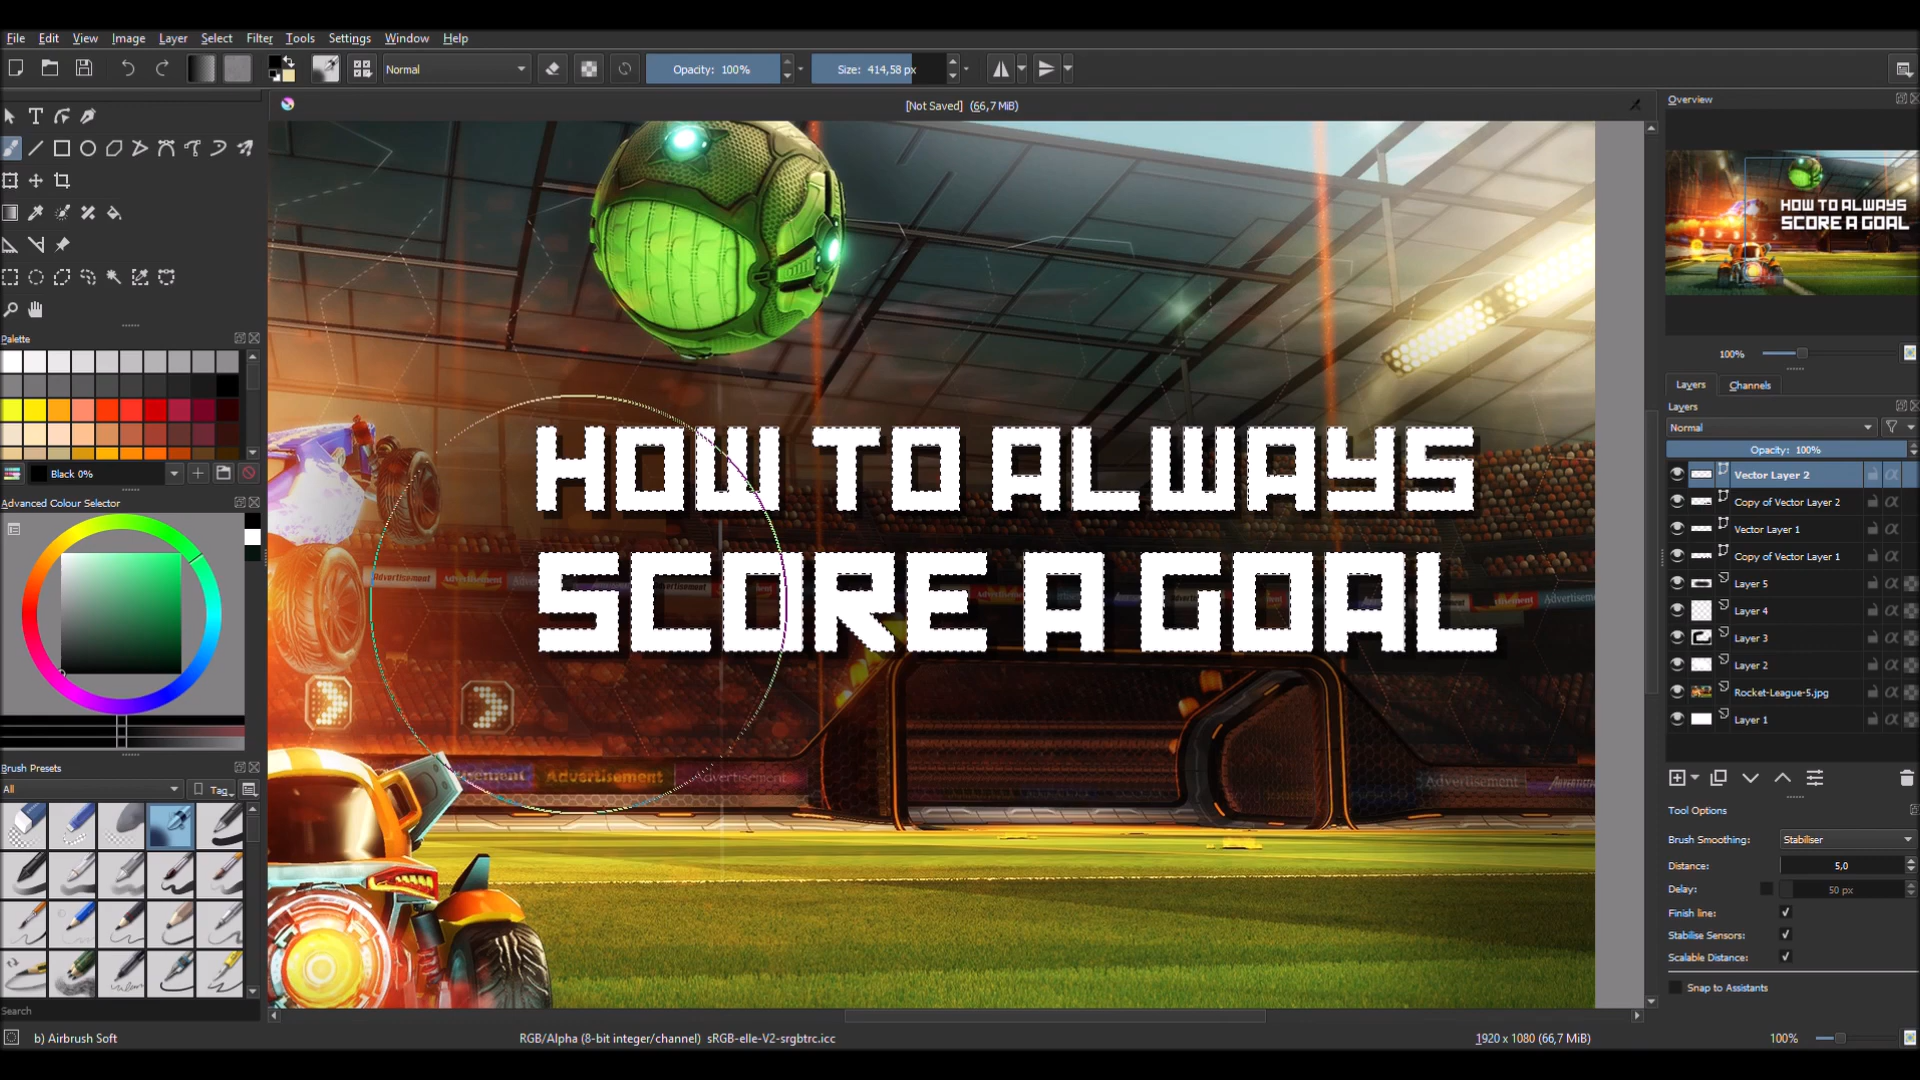 File Edit View Image Layer Select Filter Tools Settings Window Help
Normal
Opacity: 100%
Size: 414,58 px
[Not Saved] (66,7 MiB)
Overview
HOW TO ALWAYS
SCORE A GOAL
100%
Palette
Black 0%
Advanced Colour Selector
Brush Presets
All
Tag
Search
b) Airbrush Soft
HOW TO ALWAYS
SCORE A GOAL
Advertisement
Advertisement
Advertisement
Advertisement
Advertisement
Advertisement
Layers Channels
Layers
Normal
Opacity: 100%
Vector Layer 2
Copy of Vector Layer 2
Vector Layer 1
Copy of Vector Layer 1
Layer 5
Layer 4
Layer 3
Layer 2
Rocket-League-5.jpg
Layer 1
Tool Options
Brush Smoothing: Stabiliser
Distance: 5,0
Delay: 50 px
Finish line:
Stabilise Sensors:
Scalable Distance:
Snap to Assistants
RGB/Alpha (8-bit integer/channel) sRGB-elle-V2-srgbtrc.icc
1920 x 1080 (66,7 MiB)
100%